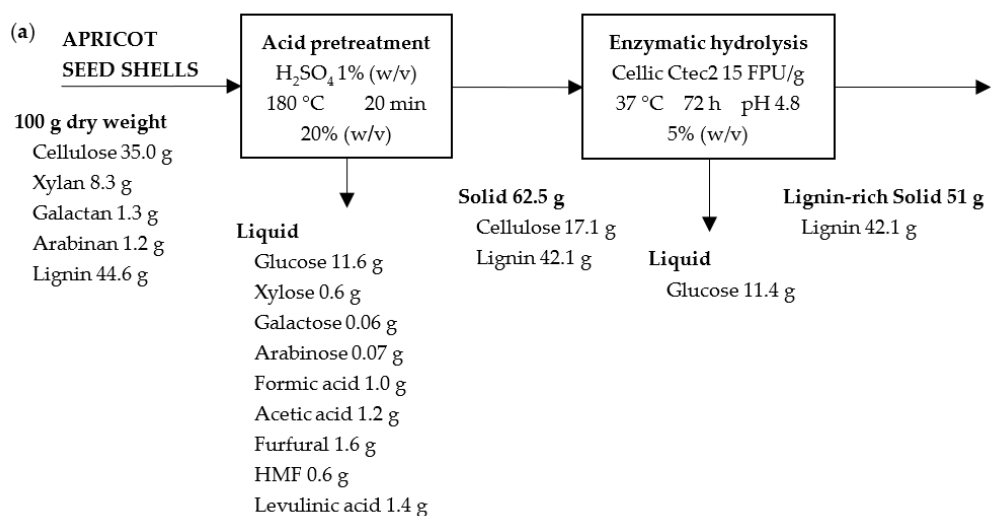 (a)
APRICOT
SEED SHELLS
100 g dry weight
Cellulose 35.0 g
Xylan 8.3 g
Galactan 1.3 g
Arabinan 1.2 g
Lignin 44.6 g
Acid pretreatment
H₂SO₄ 1% (w/v)
180 °C 20 min
20% (w/v)
Liquid
Glucose 11.6 g
Xylose 0.6 g
Galactose 0.06 g
Arabinose 0.07 g
Formic acid 1.0 g
Acetic acid 1.2 g
Furfural 1.6 g
HMF 0.6 g
Levulinic acid 1.4 g
Solid 62.5 g
Cellulose 17.1 g
Lignin 42.1 g
Enzymatic hydrolysis
Cellic Ctec2 15 FPU/g
37 °C 72 h pH 4.8
5% (w/v)
Liquid
Glucose 11.4 g
Lignin-rich Solid 51 g
Lignin 42.1 g